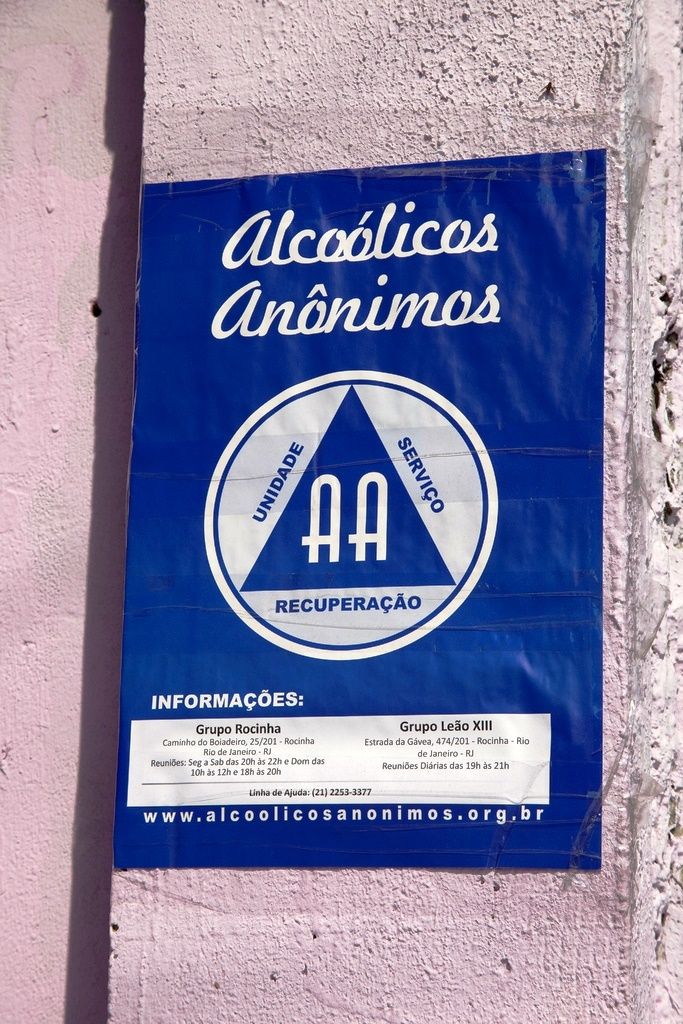 Alcoólicos
Anônimos
UNIDADE
SERVIÇO
AA
RECUPERAÇÃO
INFORMAÇÕES:
Grupo Rocinha
Caminho do Boiadeiro, 25/201 - Rocinha
Rio de Janeiro - RJ
Reuniões: Seg a Sab das 20h às 22h e Dom das
10h às 12h e 18h às 20h
Grupo Leão XIII
Estrada da Gávea, 474/201 - Rocinha - Rio
de Janeiro - RJ
Reuniões Diárias das 19h às 21h
Linha de Ajuda: (21) 2253-3377
www.alcoolicosanonimos.org.br